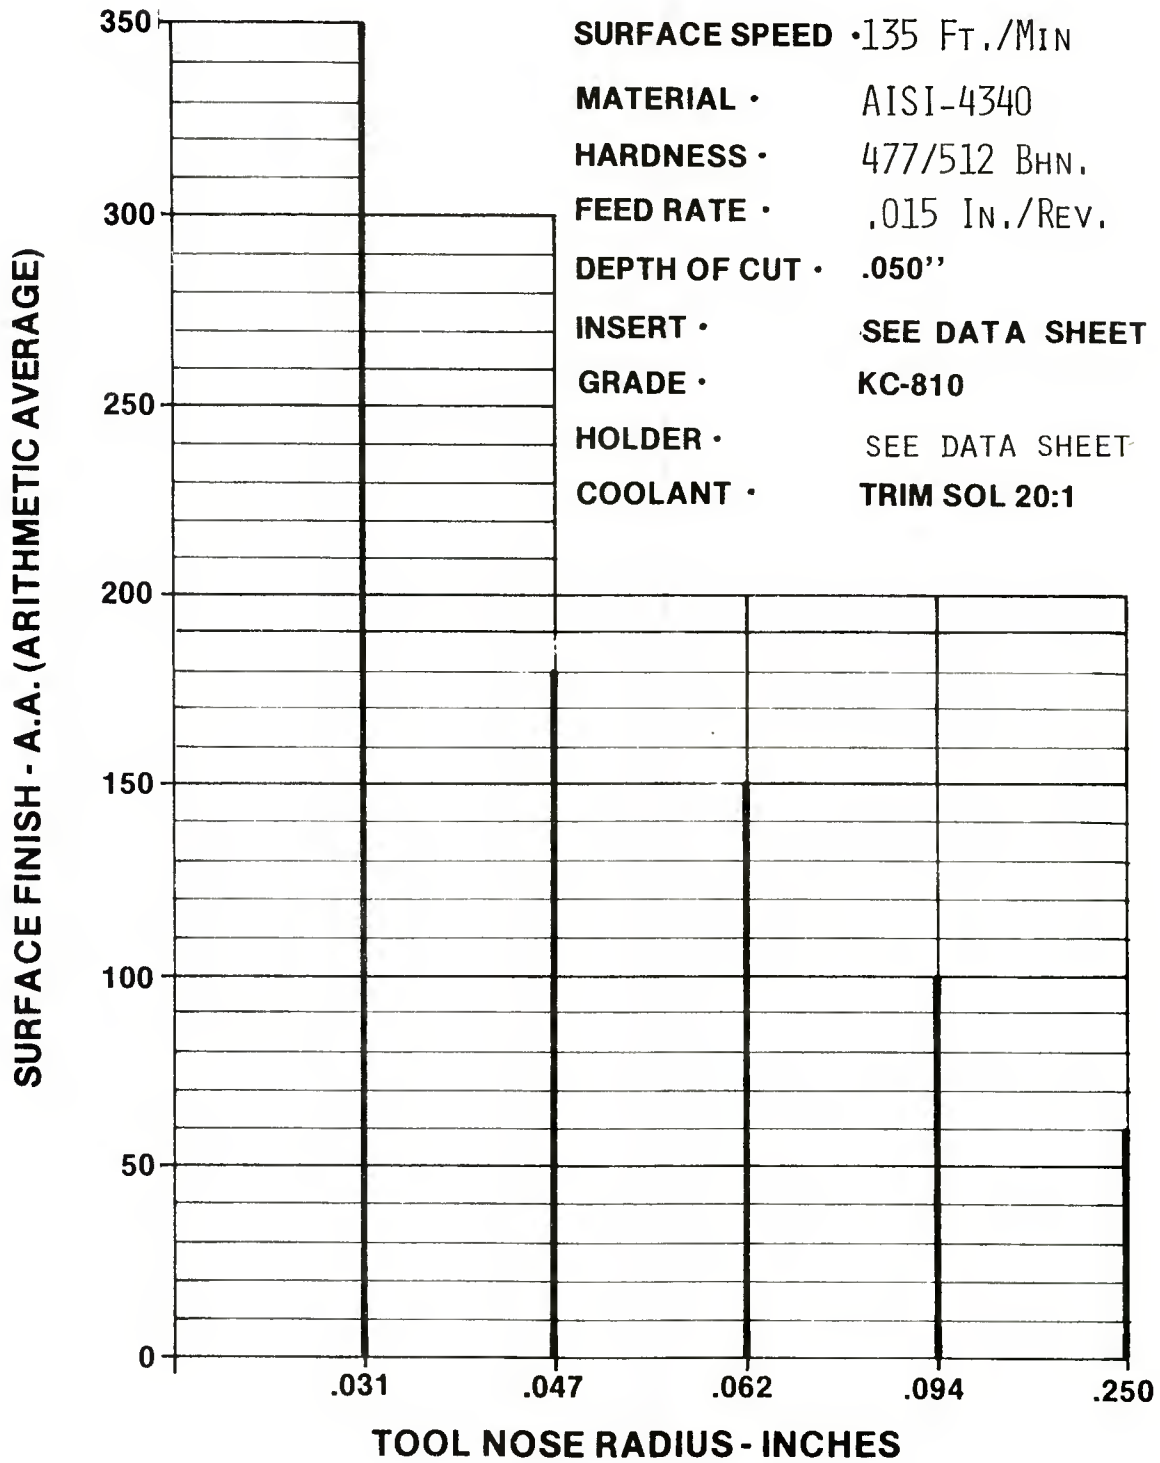 SURFACE SPEED • 135 FT./MIN
MATERIAL • AISI-4340
HARDNESS • 477/512 BHN.
FEED RATE • .015 IN./REV.
DEPTH OF CUT • .050''
INSERT • SEE DATA SHEET
GRADE • KC-810
HOLDER • SEE DATA SHEET
COOLANT • TRIM SOL 20:1
SURFACE FINISH - A.A. (ARITHMETIC AVERAGE)
350
300
250
200
150
100
50
0
.031 .047 .062 .094 .250
TOOL NOSE RADIUS - INCHES